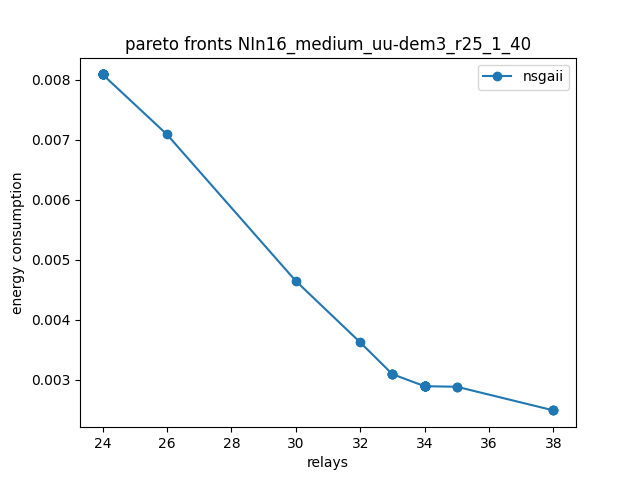 pareto fronts NIn16_medium_uu-dem3_r25_1_40
nsgaii
0.008
0.007
0.006
0.005
0.004
0.003
energy consumption
24 26 28 30 32 34 36 38
relays